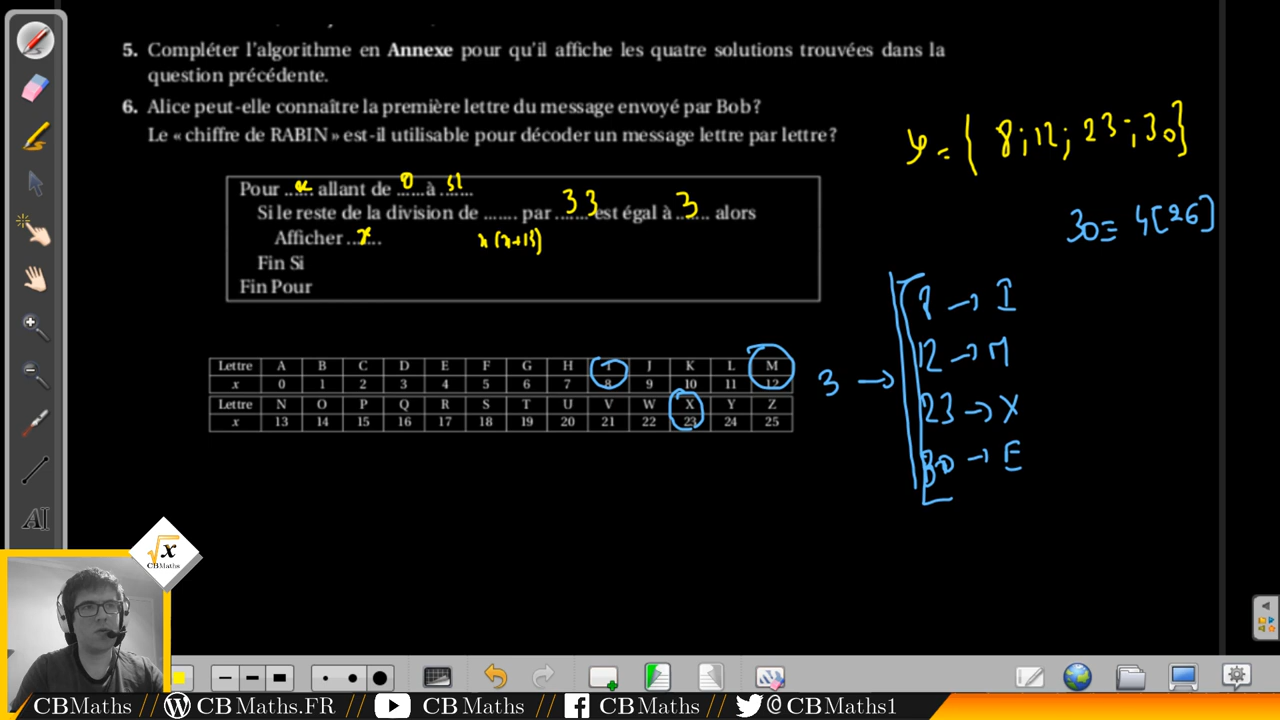 5. Compléter l'algorithme en Annexe pour qu'il affiche les quatre solutions trouvées dans la
question précédente.
6. Alice peut-elle connaître la première lettre du message envoyé par Bob?
Le « chiffre de RABIN » est-il utilisable pour décoder un message lettre par lettre?
Pour ...x... allant de ...0... à ...51...
Si le reste de la division de ....... par ...33... est égal à ...3... alors
x(x+13)
Afficher ...x...
Fin Si
Fin Pour
Lettre A B C D E F G H I J K L M
x 0 1 2 3 4 5 6 7 8 9 10 11 12
Lettre N O P Q R S T U V W X Y Z
x 13 14 15 16 17 18 19 20 21 22 23 24 25
φ = { 8; 12; 23; 30}
30 ≡ 4[26]
3 →
8 → I
12 → M
23 → X
30 → E
AI
√x
CBMaths
CBMaths CBMaths.FR CBMaths CBMaths @CBMaths1